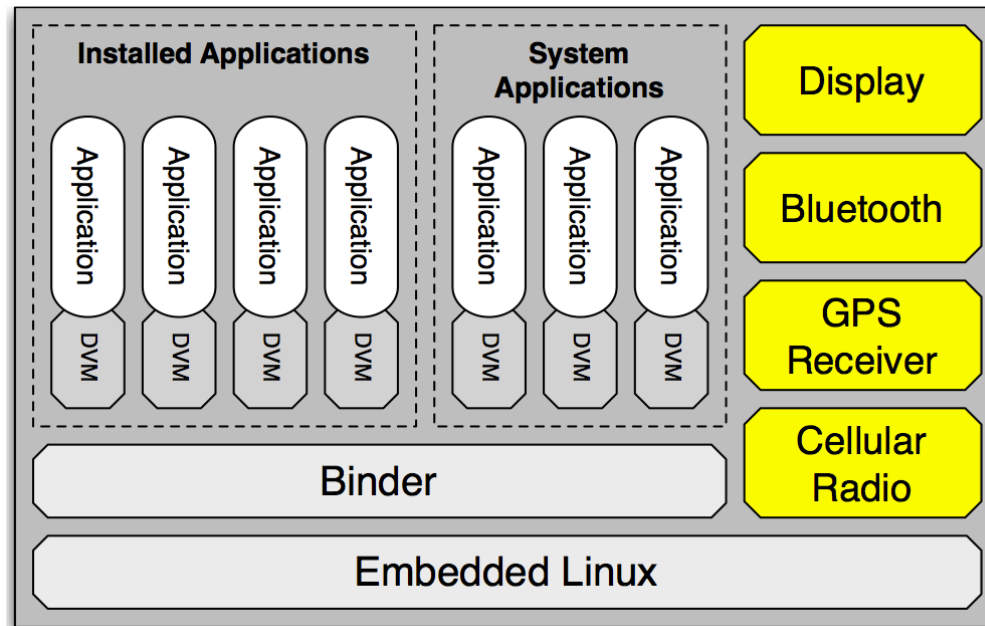 Installed Applications
System
Applications
Application
Application
Application
Application
Application
Application
Application
DVM
DVM
DVM
DVM
DVM
DVM
DVM
Display
Bluetooth
GPS
Receiver
Cellular
Radio
Binder
Embedded Linux